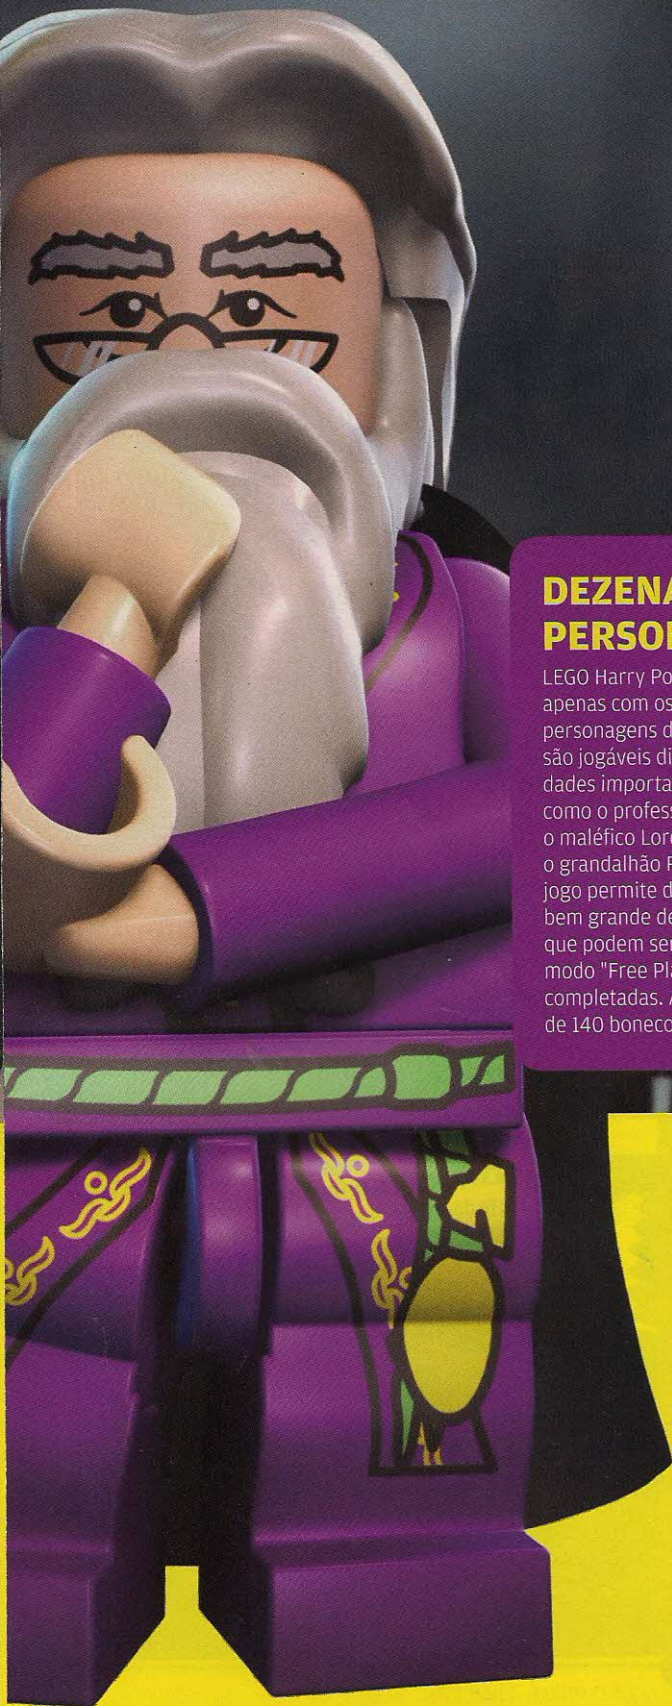 DEZENA
PERSO
LEGO Harry Po
apenas com os
personagens d
são jogáveis di
dades importa
como o profess
o maléfico Lord
o grandalhão
jogo permite d
bem grande de
que podem ser
modo "Free Pla
completadas. A
de 140 boneco